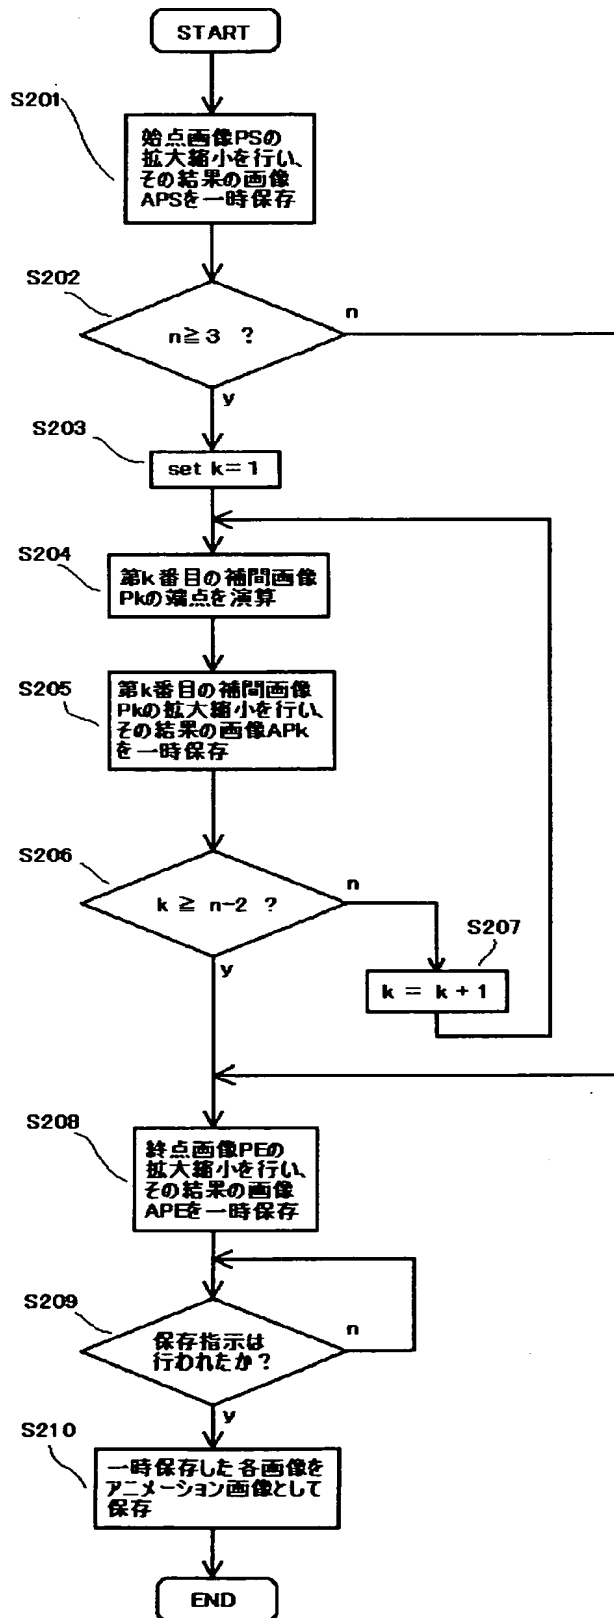 START
S201
始点画像PSの
拡大縮小を行い、
その結果の画像
APSを一時保存
S202
n≧3 ?
n
y
S203
set k=1
S204
第k番目の補間画像
Pkの端点を演算
S205
第k番目の補間画像
Pkの拡大縮小を行い、
その結果の画像APk
を一時保存
S206
k ≧ n-2 ?
n
y
S207
k = k+1
S208
終点画像PEの
拡大縮小を行い、
その結果の画像
APEを一時保存
S209
保存指示は
行われたか?
n
y
S210
一時保存した各画像を
アニメーション画像として
保存
END